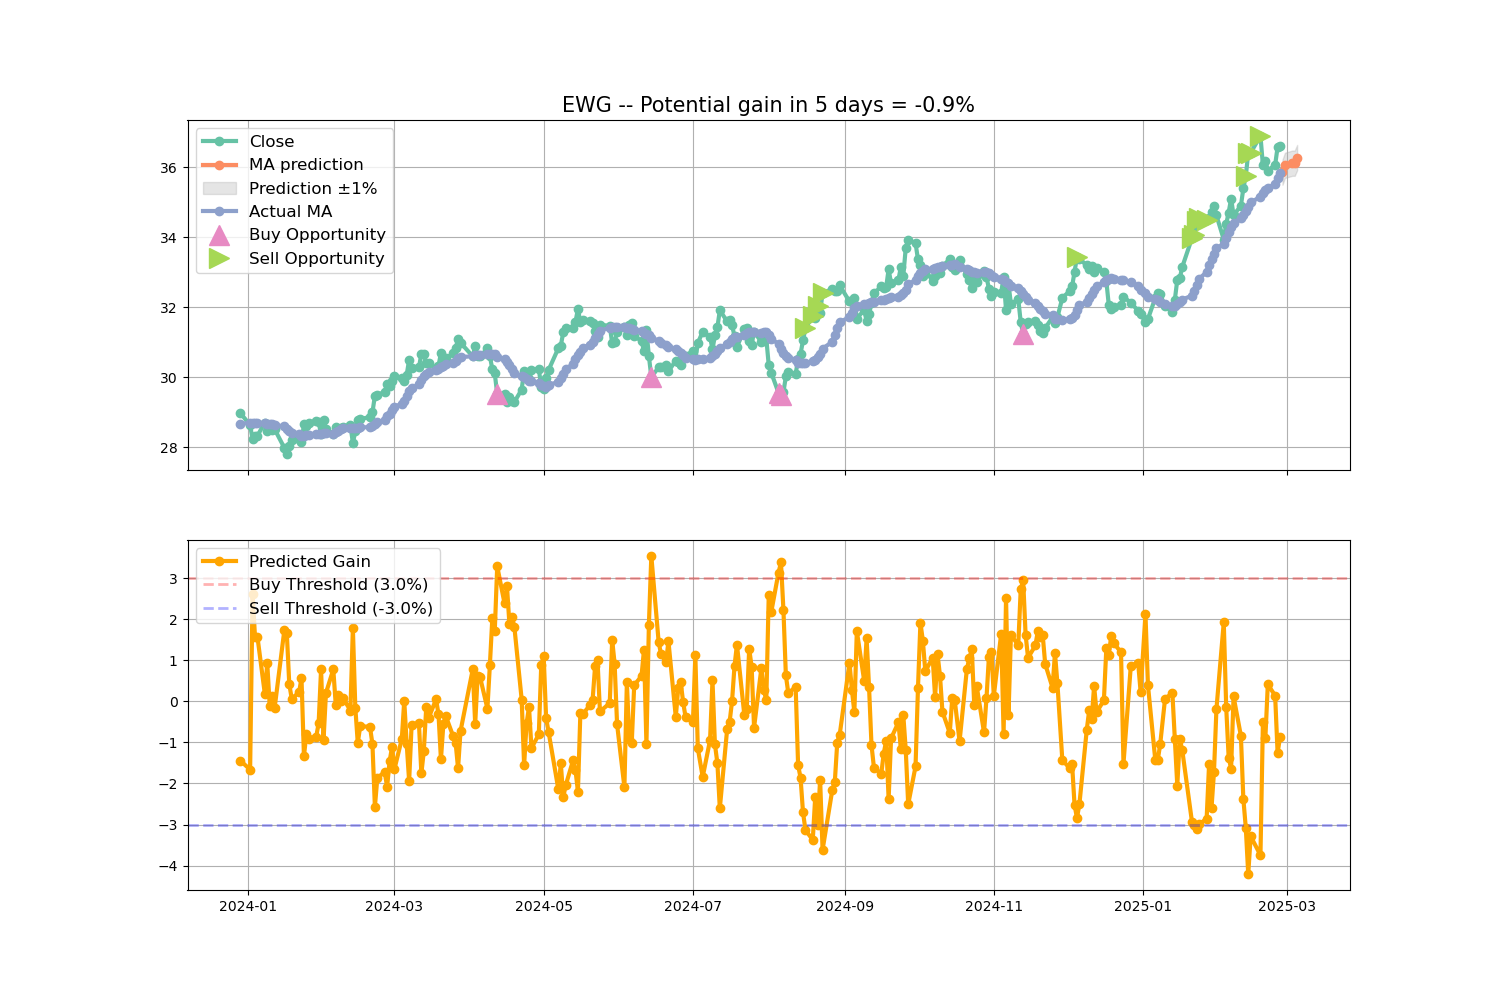 EWG -- Potential gain in 5 days = -0.9%
Close
MA prediction
Prediction ±1%
Actual MA
Buy Opportunity
Sell Opportunity
36
34
32
30
28
Predicted Gain
Buy Threshold (3.0%)
Sell Threshold (-3.0%)
3
2
1
0
−1
−2
−3
−4
2024-01
2024-03
2024-05
2024-07
2024-09
2024-11
2025-01
2025-03